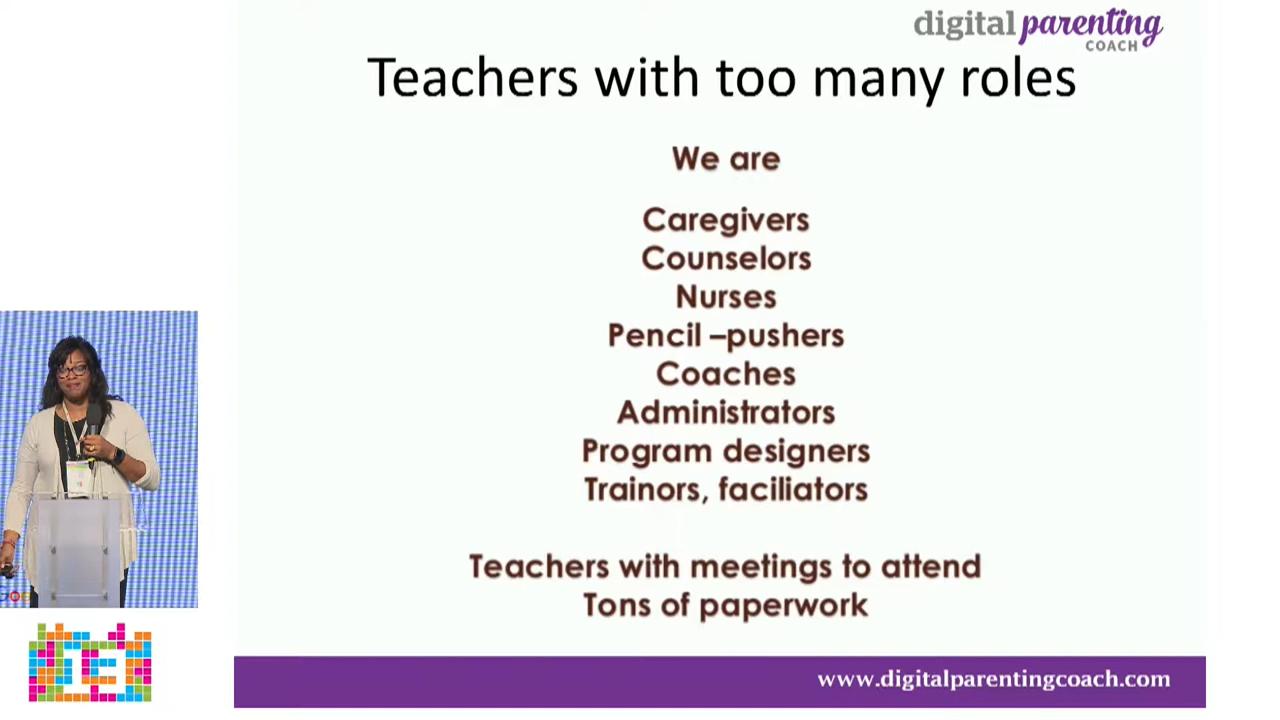 digital parenting
COACH
Teachers with too many roles
We are
Caregivers
Counselors
Nurses
Pencil –pushers
Coaches
Administrators
Program designers
Trainors, faciliators
Teachers with meetings to attend
Tons of paperwork
www.digitalparentingcoach.com